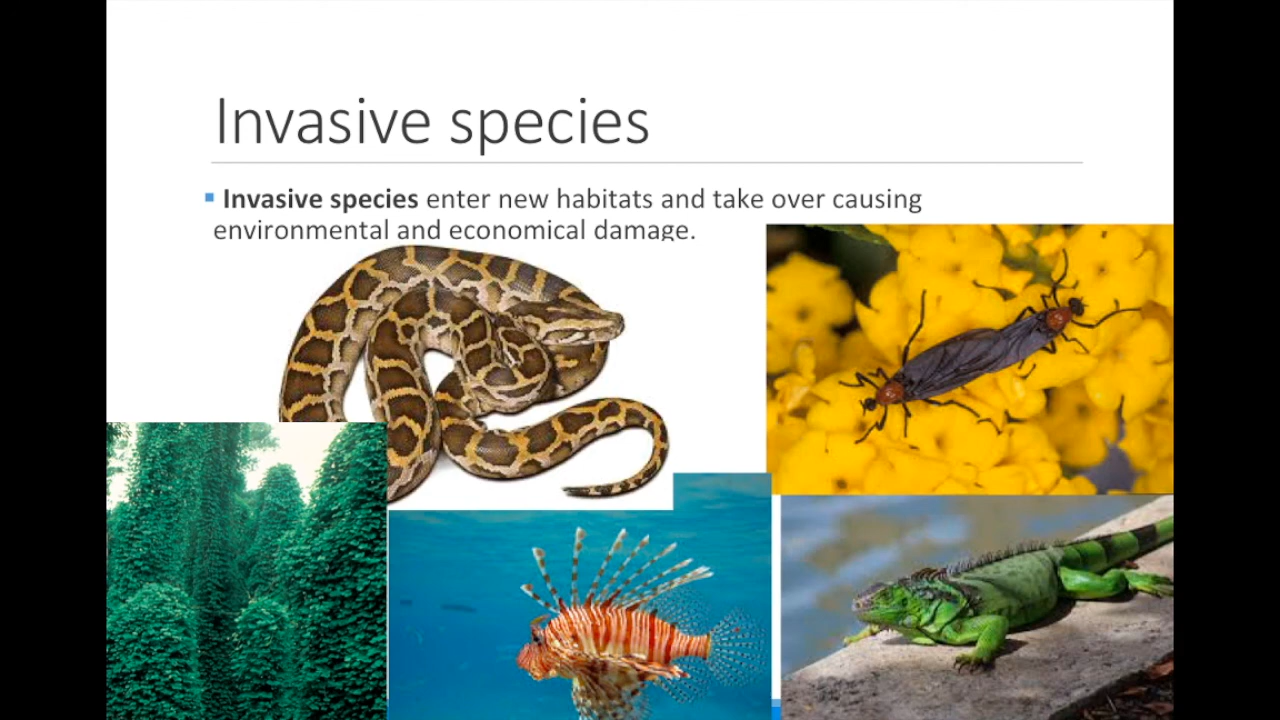 Invasive species
Invasive species enter new habitats and take over causing
environmental and economical damage.